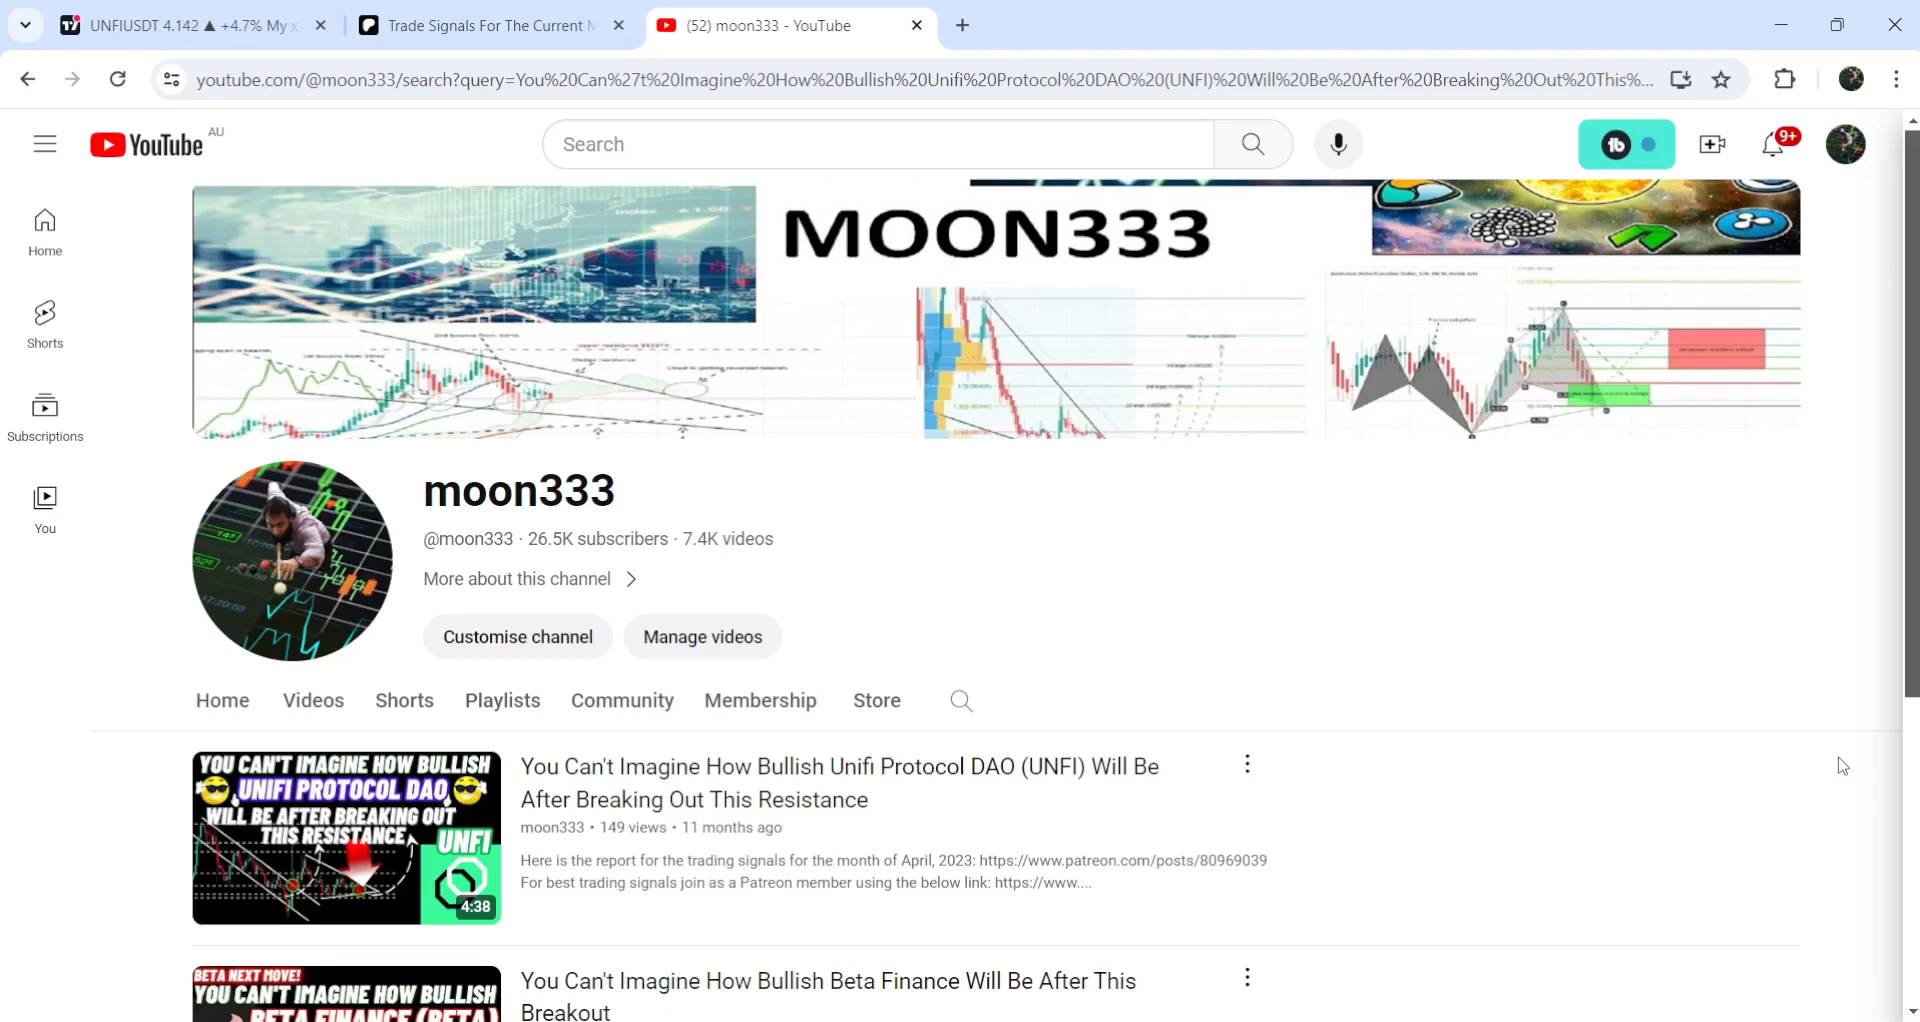 UNFIUSDT 4.142 ▲ +4.7% My
Trade Signals For The Current
(52) moon333 - YouTube
youtube.com/@moon333/search?query=You%20Can%27t%20Imagine%20How%20Bullish%20Unifi%20Protocol%20DAO%20(UNFI)%20Will%20Be%20After%20Breaking%20Out%20This%...
YouTube AU
Search
9+
Home
Shorts
Subscriptions
You
MOON333
moon333
@moon333 · 26.5K subscribers · 7.4K videos
More about this channel
Customise channel
Manage videos
Home Videos Shorts Playlists Community Membership Store
YOU CAN'T IMAGINE HOW BULLISH
UNIFI PROTOCOL DAO
WILL BE AFTER BREAKING OUT
THIS RESISTANCE
UNFI
4:38
You Can't Imagine How Bullish Unifi Protocol DAO (UNFI) Will Be
After Breaking Out This Resistance
moon333 • 149 views • 11 months ago
Here is the report for the trading signals for the month of April, 2023: https://www.patreon.com/posts/80969039
For best trading signals join as a Patreon member using the below link: https://www....
BETA NEXT MOVE!
YOU CAN'T IMAGINE HOW BULLISH
BETA FINANCE (BETA)
You Can't Imagine How Bullish Beta Finance Will Be After This
Breakout